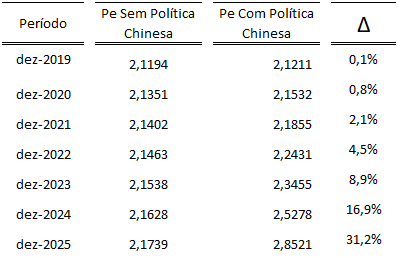 Período Pe Sem Política Chinesa Pe Com Política Chinesa Δ
dez-2019 2,1194 2,1211 0,1%
dez-2020 2,1351 2,1532 0,8%
dez-2021 2,1402 2,1855 2,1%
dez-2022 2,1463 2,2431 4,5%
dez-2023 2,1538 2,3455 8,9%
dez-2024 2,1628 2,5278 16,9%
dez-2025 2,1739 2,8521 31,2%